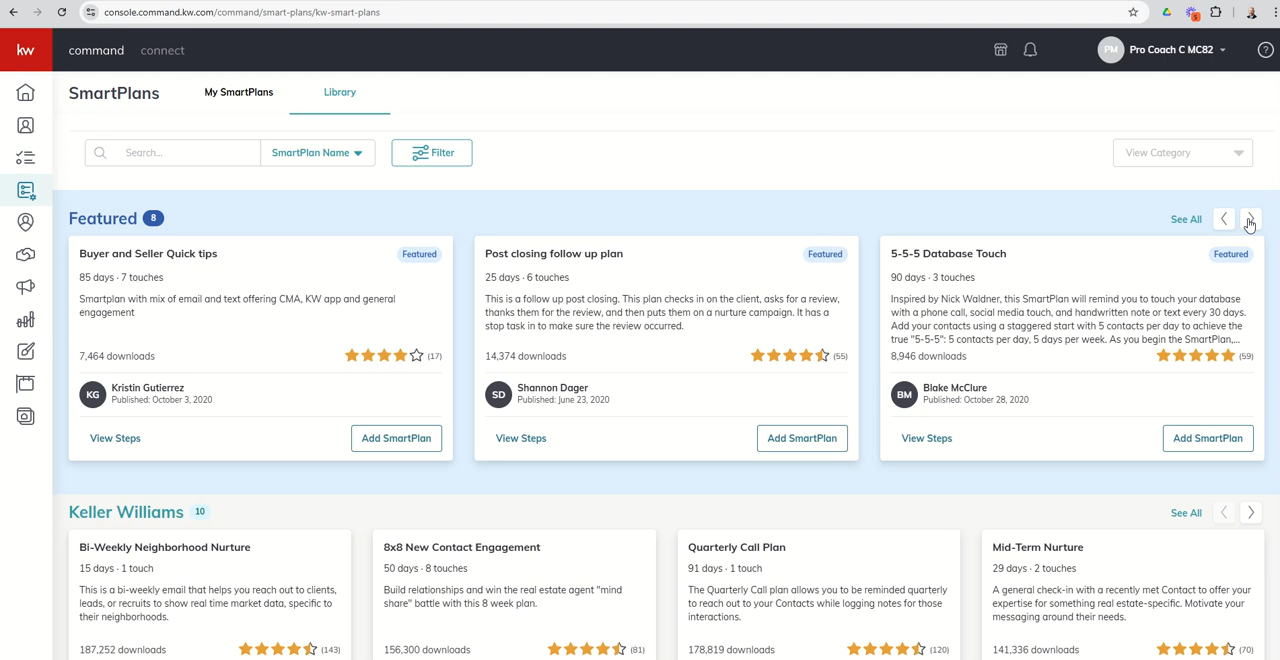 console.command.kw.com/command/smart-plans/kw-smart-plans
kw
command
connect
PM
Pro Coach C MC82
?
SmartPlans
My SmartPlans
Library
Search...
SmartPlan Name
Filter
View Category
Featured 8
See All
Buyer and Seller Quick tips
Featured
85 days · 7 touches
Smartplan with mix of email and text offering CMA, KW app and general
engagement
7,464 downloads
(17)
KG
Kristin Gutierrez
Published: October 3, 2020
View Steps
Add SmartPlan
Post closing follow up plan
Featured
25 days · 6 touches
This is a follow up post closing. This plan checks in on the client, asks for a review,
thanks them for the review, and then puts them on a nurture campaign. It has a
stop task in to make sure the review occurred.
14,374 downloads
(55)
SD
Shannon Dager
Published: June 23, 2020
View Steps
Add SmartPlan
5-5-5 Database Touch
Featured
90 days · 3 touches
Inspired by Nick Waldner, this SmartPlan will remind you to touch your database
with a phone call, social media touch, and handwritten note or text every 30 days.
Add your contacts using a staggered start with 5 contacts per day to achieve the
true "5-5-5": 5 contacts per day, 5 days per week. As you begin the SmartPlan,...
8,946 downloads
(59)
BM
Blake McClure
Published: October 28, 2020
View Steps
Add SmartPlan
Keller Williams 10
See All
Bi-Weekly Neighborhood Nurture
15 days · 1 touch
This is a bi-weekly email that helps you reach out to clients,
leads, or recruits to show real time market data, specific to
their neighborhoods.
187,252 downloads
(143)
8x8 New Contact Engagement
50 days · 8 touches
Build relationships and win the real estate agent "mind
share" battle with this 8 week plan.
156,300 downloads
(81)
Quarterly Call Plan
91 days · 1 touch
The Quarterly Call plan allows you to be reminded quarterly
to reach out to your Contacts while logging notes for those
interactions.
178,819 downloads
(120)
Mid-Term Nurture
29 days · 2 touches
A general check-in with a recently met Contact to offer your
expertise for something real estate-specific. Motivate your
messaging around their needs.
141,336 downloads
(70)